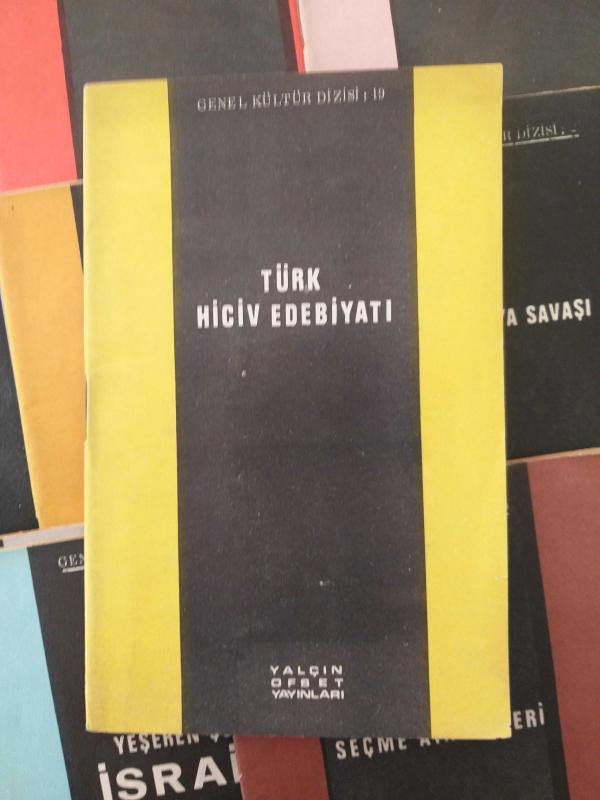 GENEL KÜLTÜR DİZİSİ : 19
TÜRK
HİCİV EDEBİYATI
YALÇIN
OFSET
YAYINLARI
DİZİSİ :
SAVAŞI
YEŞEREN
SEÇME